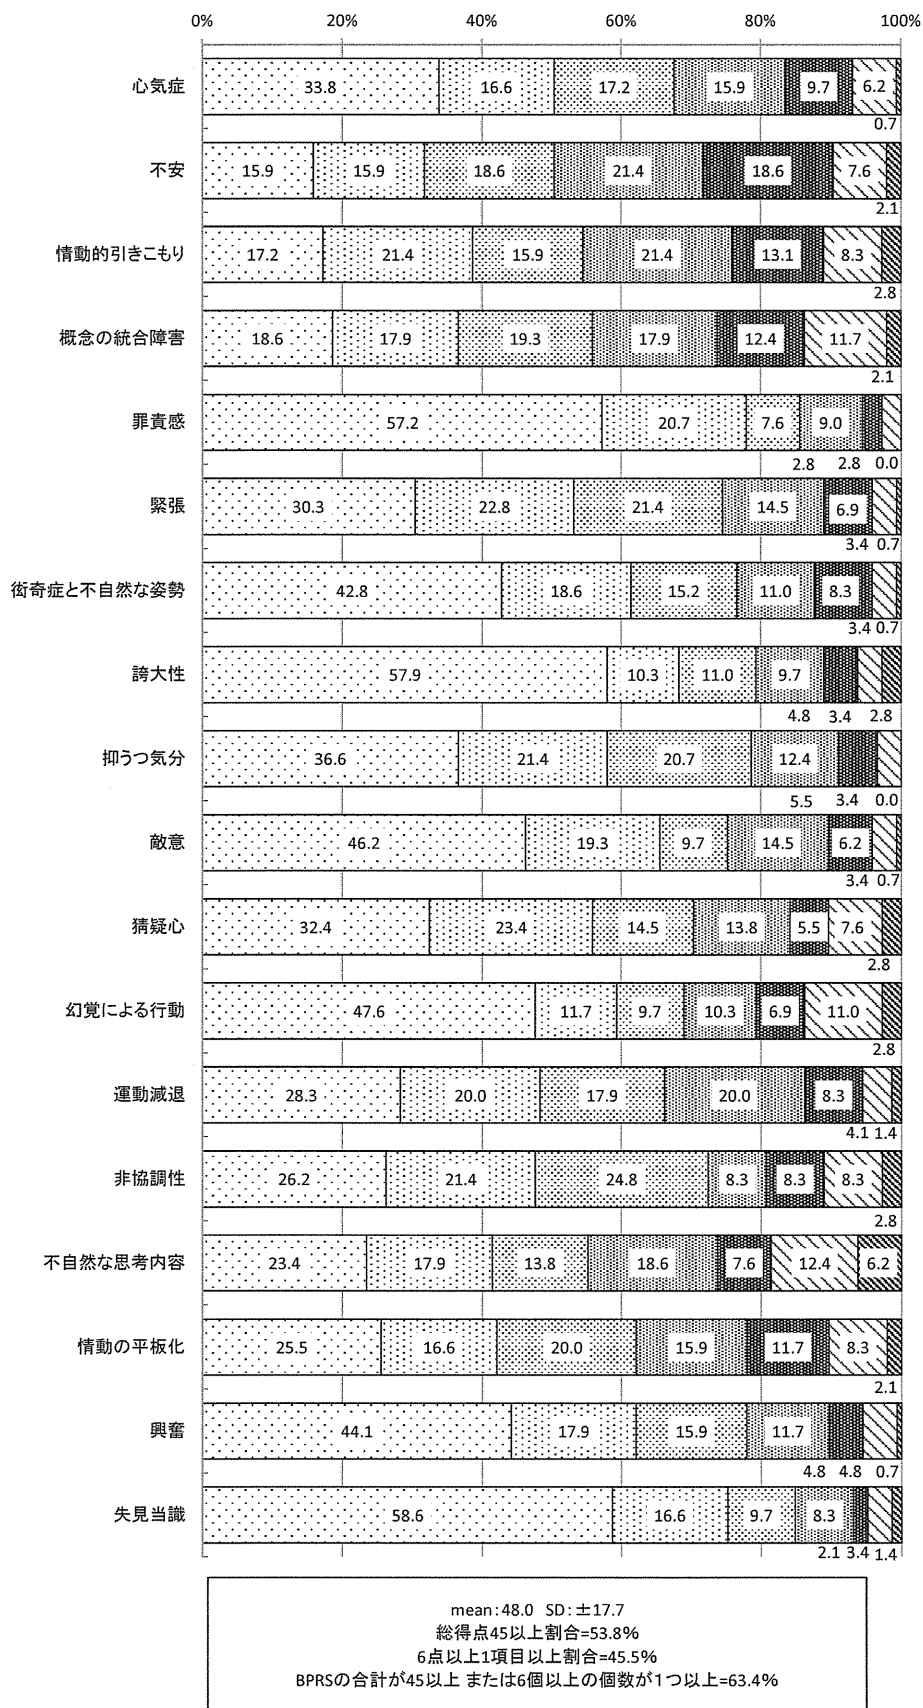 0% 20% 40% 60% 80% 100%
心気症 33.8 16.6 17.2 15.9 9.7 6.2
0.7
不安 15.9 15.9 18.6 21.4 18.6 7.6
2.1
情動的引きこもり 17.2 21.4 15.9 21.4 13.1 8.3
2.8
概念の統合障害 18.6 17.9 19.3 17.9 12.4 11.7
2.1
罪責感 57.2 20.7 7.6 9.0
2.8 2.8 0.0
緊張 30.3 22.8 21.4 14.5 6.9
3.4 0.7
衒奇症と不自然な姿勢 42.8 18.6 15.2 11.0 8.3
3.4 0.7
誇大性 57.9 10.3 11.0 9.7
4.8 3.4 2.8
抑うつ気分 36.6 21.4 20.7 12.4
5.5 3.4 0.0
敵意 46.2 19.3 9.7 14.5 6.2
3.4 0.7
猜疑心 32.4 23.4 14.5 13.8 5.5 7.6
2.8
幻覚による行動 47.6 11.7 9.7 10.3 6.9 11.0
2.8
運動減退 28.3 20.0 17.9 20.0 8.3
4.1 1.4
非協調性 26.2 21.4 24.8 8.3 8.3 8.3
2.8
不自然な思考内容 23.4 17.9 13.8 18.6 7.6 12.4 6.2
情動の平板化 25.5 16.6 20.0 15.9 11.7 8.3
2.1
興奮 44.1 17.9 15.9 11.7
4.8 4.8 0.7
失見当識 58.6 16.6 9.7 8.3
2.1 3.4 1.4
mean:48.0 SD:±17.7
総得点45以上割合=53.8%
6点以上1項目以上割合=45.5%
BPRSの合計が45以上 または6個以上の個数が1つ以上=63.4%